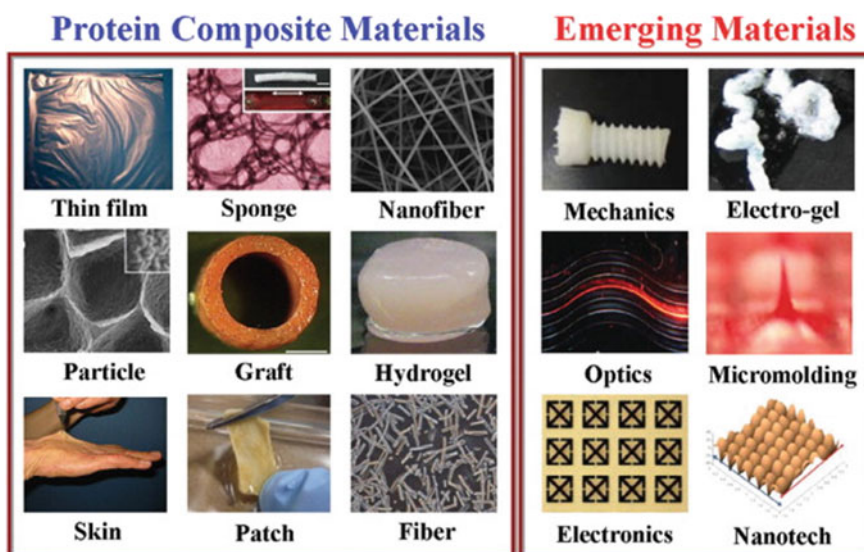 Protein Composite Materials
Emerging Materials
Thin film
Sponge
Nanofiber
Mechanics
Electro-gel
Particle
Graft
Hydrogel
Optics
Micromolding
Skin
Patch
Fiber
Electronics
Nanotech